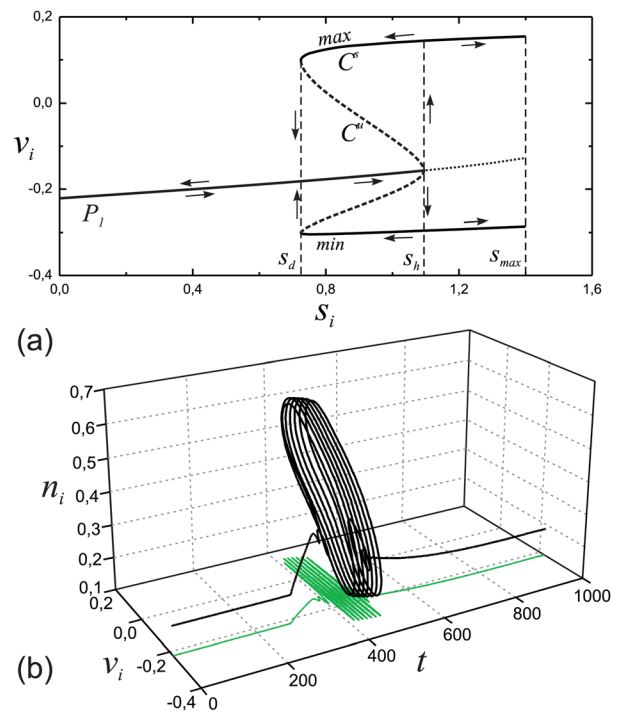 0,2
max
C^s
0,0
v_i
C^u
-0,2
P_1
min
s_d
s_h
s_max
-0,4
0,0 0,4 0,8 1,2 1,6
s_i
(a)
0,7
0,6
0,5
n_i 0,4
0,3
0,2
0,1
0,2
0,0
v_i -0,2
-0,4
0 200 400 600 800 1000
t
(b)